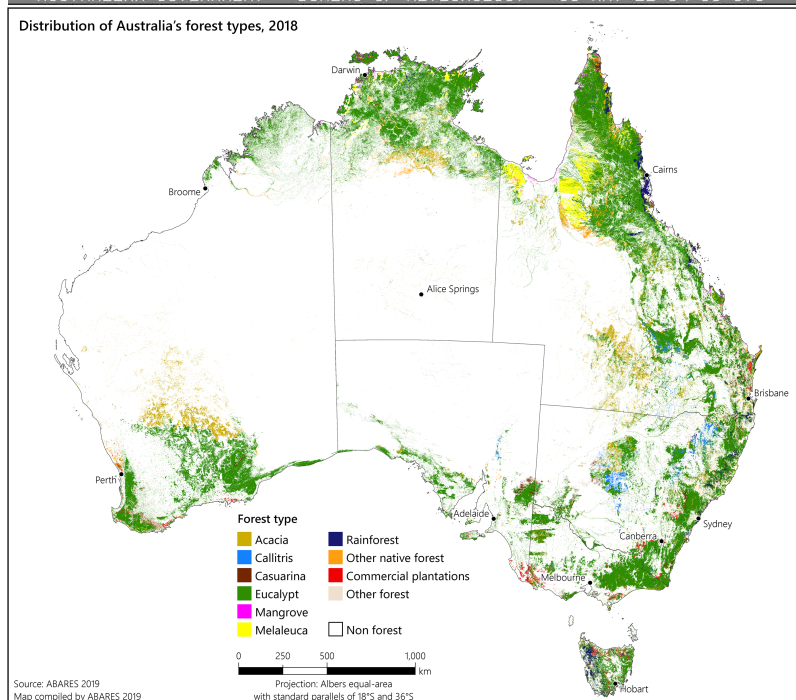 Distribution of Australia's forest types, 2018
Darwin
Cairns
Broome
Alice Springs
Brisbane
Perth
Adelaide
Sydney
Canberra
Melbourne
Hobart
Forest type
Acacia
Callitris
Casuarina
Eucalypt
Mangrove
Melaleuca
Rainforest
Other native forest
Commercial plantations
Other forest
Non forest
0 250 500 1,000
km
Projection: Albers equal-area
with standard parallels of 18°S and 36°S
Source: ABARES 2019
Map compiled by ABARES 2019